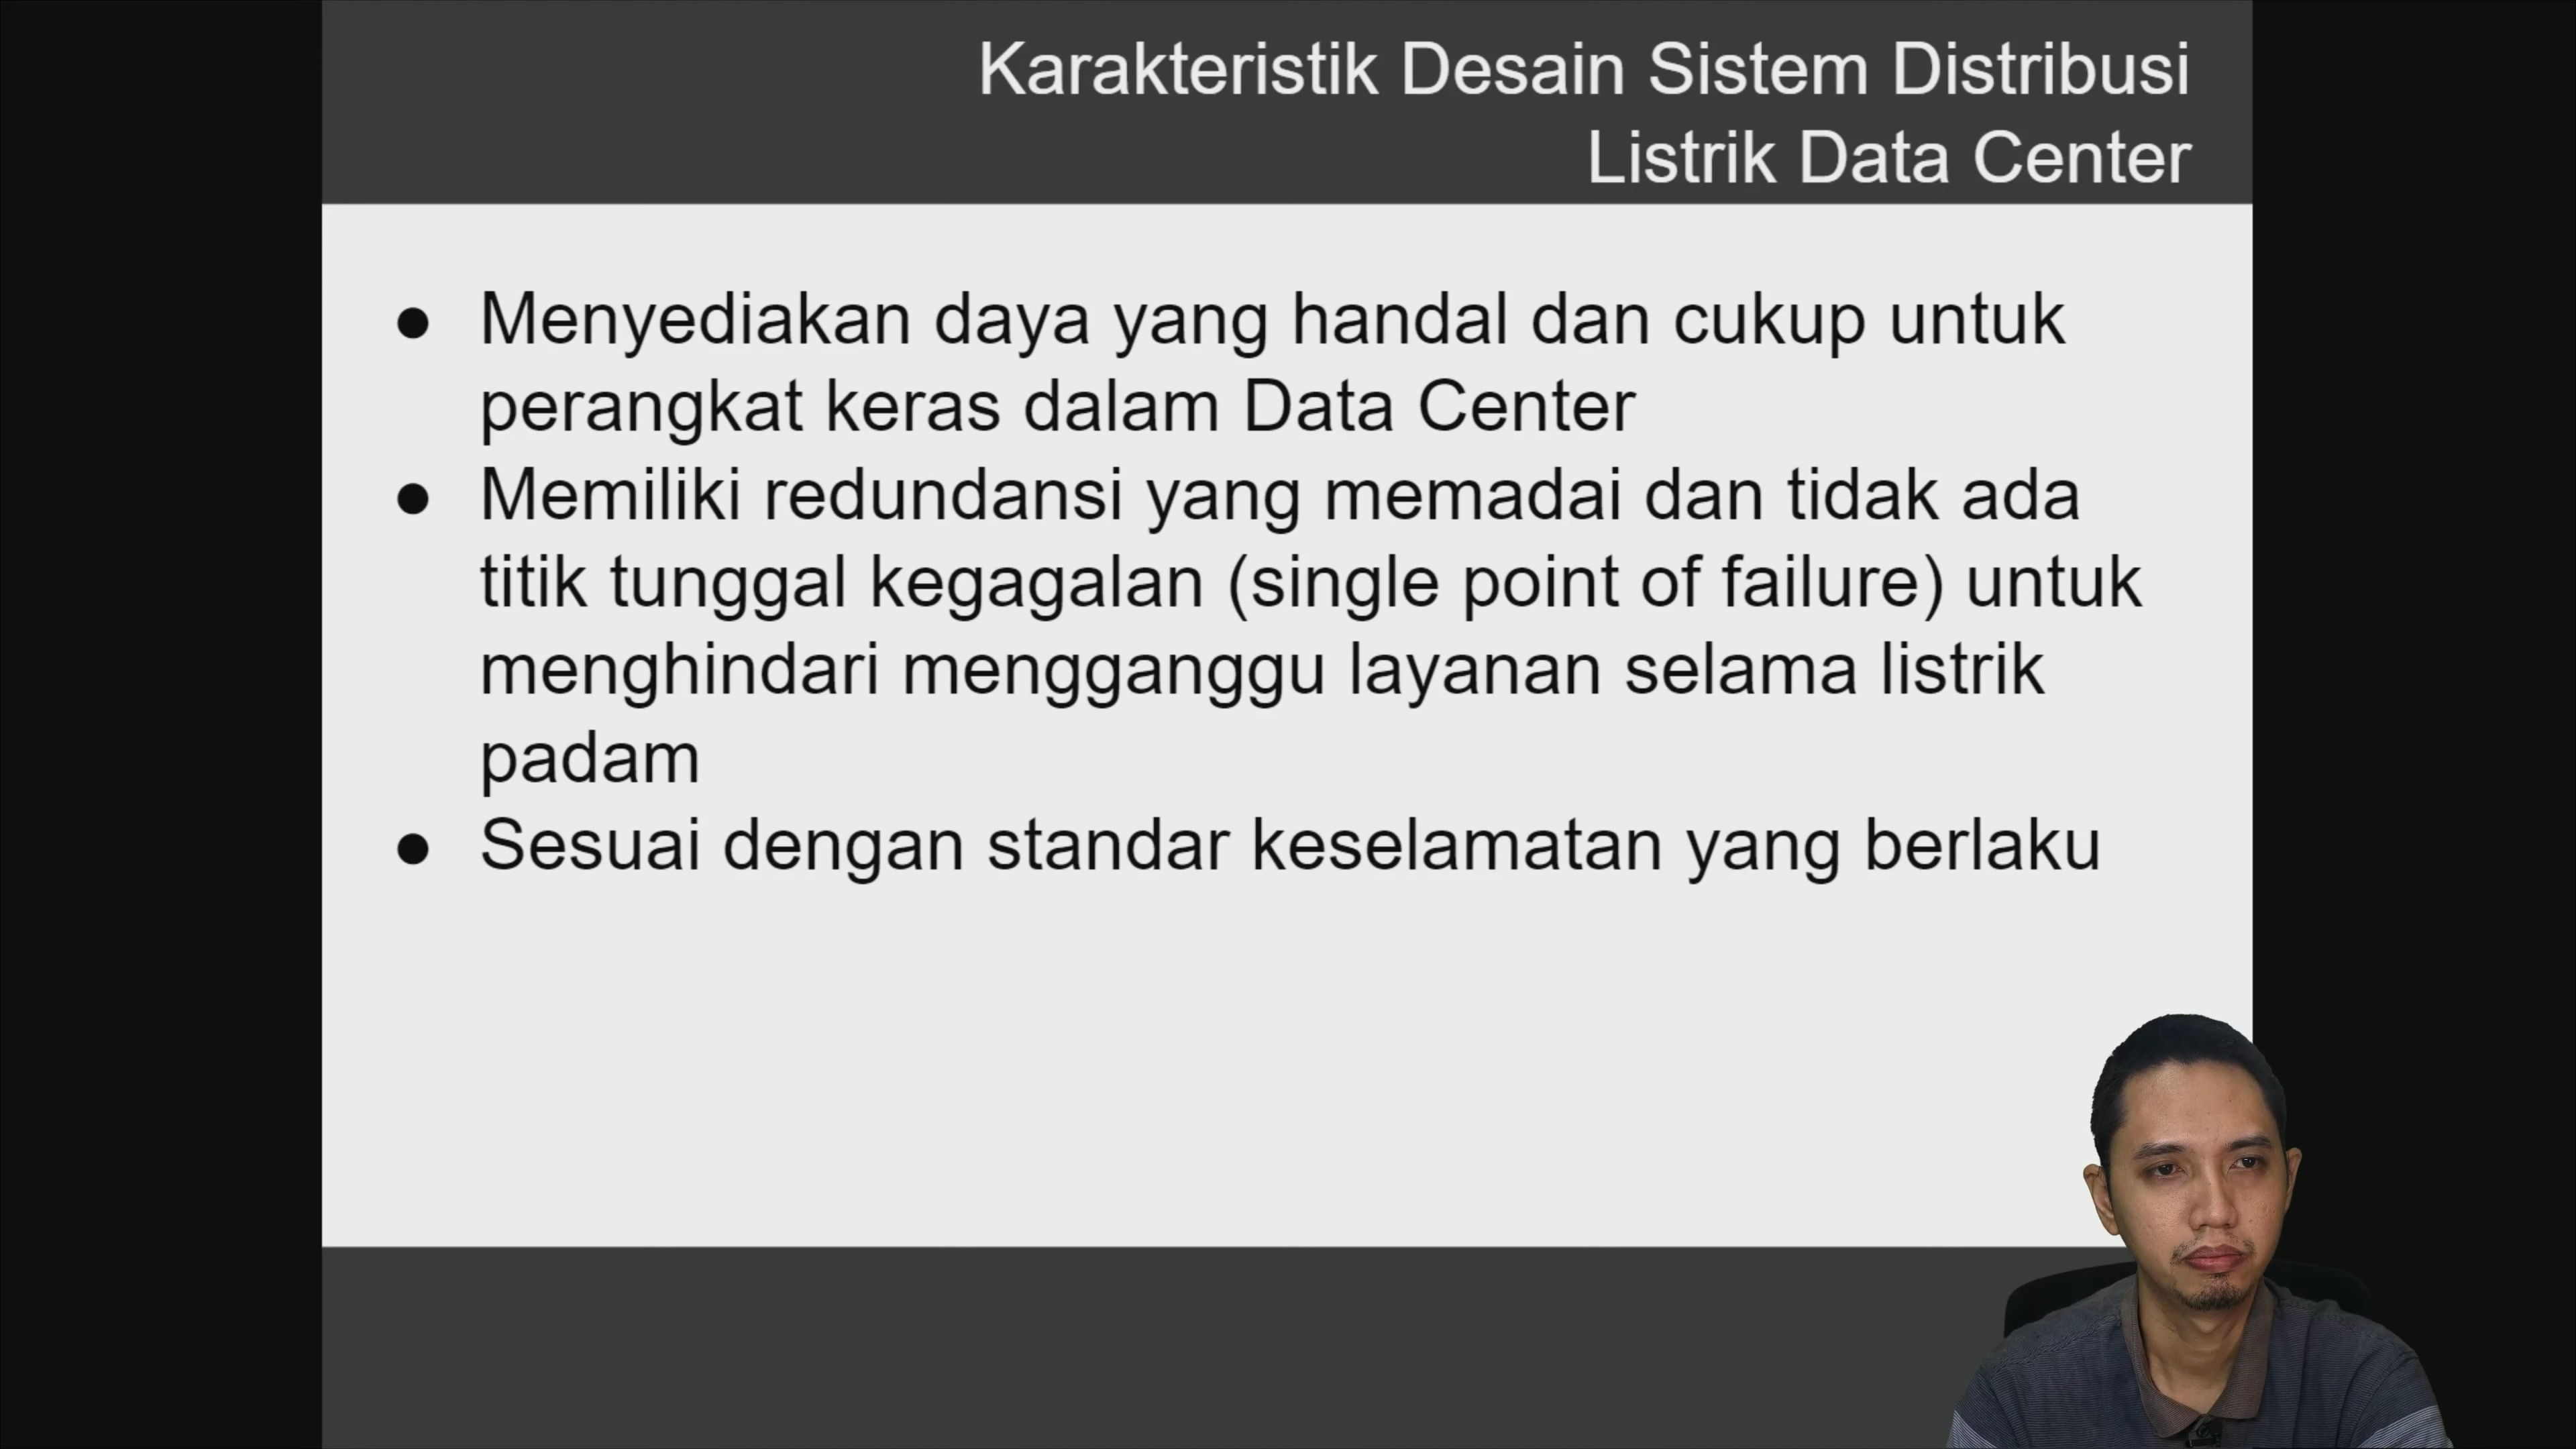 Karakteristik Desain Sistem Distribusi
Listrik Data Center
● Menyediakan daya yang handal dan cukup untuk
perangkat keras dalam Data Center
● Memiliki redundansi yang memadai dan tidak ada
titik tunggal kegagalan (single point of failure) untuk
menghindari mengganggu layanan selama listrik
padam
● Sesuai dengan standar keselamatan yang berlaku